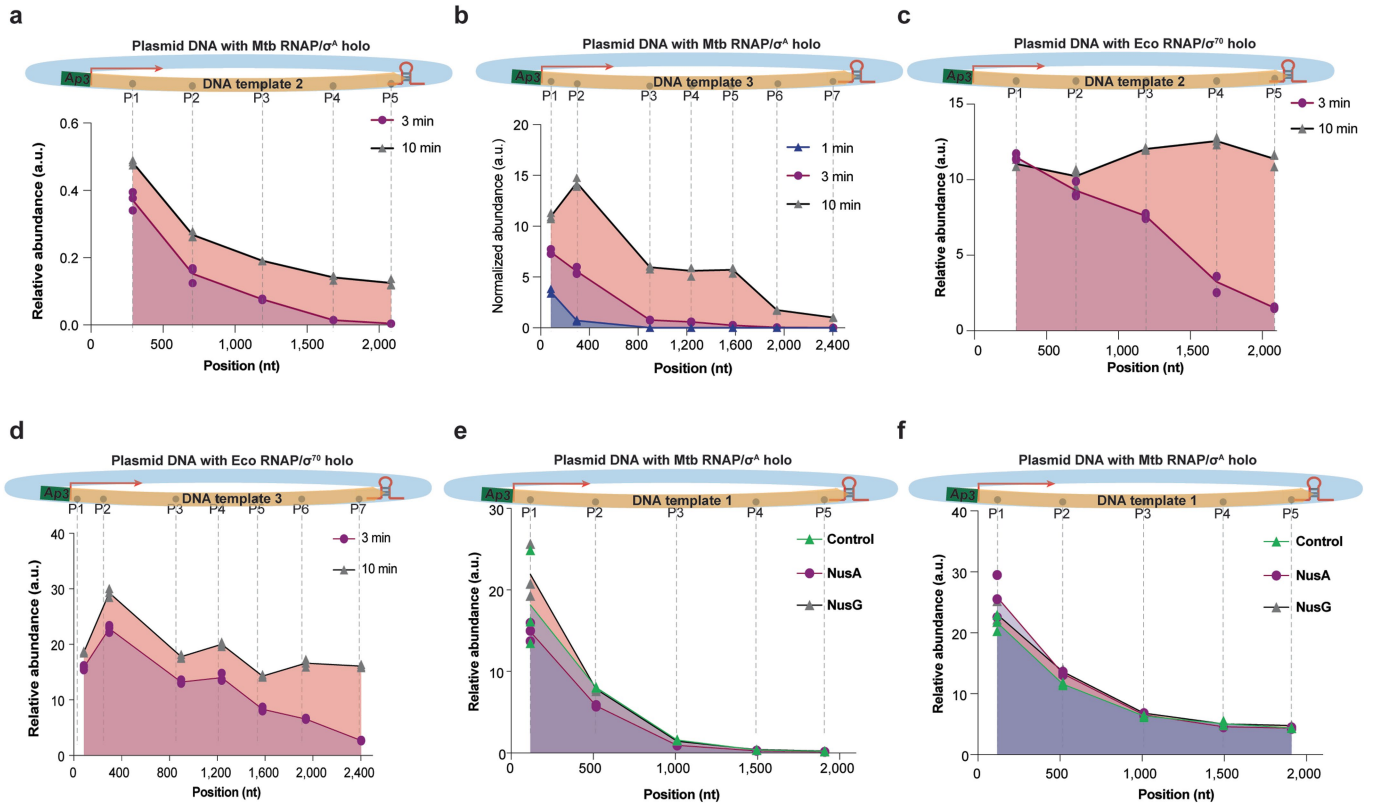 a
Plasmid DNA with Mtb RNAP/σᴬ holo
Ap3
DNA template 2
P1 P2 P3 P4 P5
3 min
10 min
0.6
0.4
0.2
0.0
Relative abundance (a.u.)
0 500 1,000 1,500 2,000
Position (nt)
b
Plasmid DNA with Mtb RNAP/σᴬ holo
Ap3
DNA template 3
P1 P2 P3 P4 P5 P6 P7
1 min
3 min
10 min
20
15
10
5
0
Normalized abundance (a.u.)
0 400 800 1,200 1,600 2,000 2,400
Position (nt)
c
Plasmid DNA with Eco RNAP/σ⁷⁰ holo
Ap3
DNA template 2
P1 P2 P3 P4 P5
3 min
10 min
15
10
5
0
Relative abundance (a.u.)
0 500 1,000 1,500 2,000
Position (nt)
d
Plasmid DNA with Eco RNAP/σ⁷⁰ holo
Ap3
DNA template 3
P1 P2 P3 P4 P5 P6 P7
3 min
10 min
40
30
20
10
0
Relative abundance (a.u.)
0 400 800 1,200 1,600 2,000 2,400
Position (nt)
e
Plasmid DNA with Mtb RNAP/σᴬ holo
Ap3
DNA template 1
P1 P2 P3 P4 P5
Control
NusA
NusG
30
20
10
0
Relative abundance (a.u.)
0 500 1,000 1,500 2,000
Position (nt)
f
Plasmid DNA with Mtb RNAP/σᴬ holo
Ap3
DNA template 1
P1 P2 P3 P4 P5
Control
NusA
NusG
40
30
20
10
0
Relative abundance (a.u.)
0 500 1,000 1,500 2,000
Position (nt)